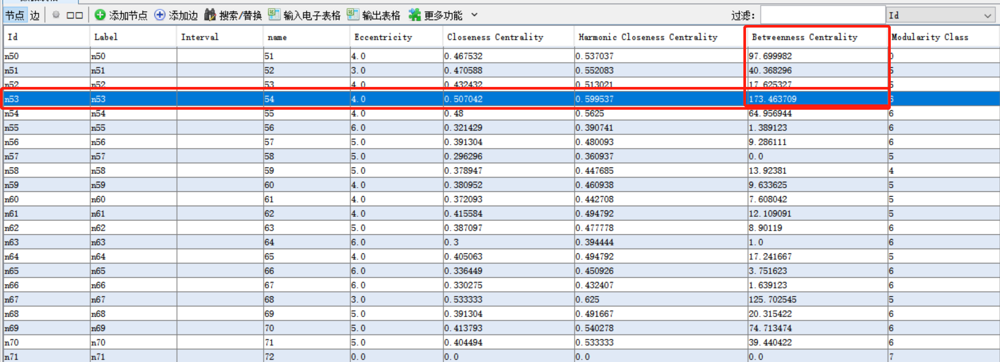 节点 边 添加节点 添加边 搜索/替换 输入电子表格 输出表格 更多功能 过滤: Id
Id Label Interval name Eccentricity Closeness Centrality Harmonic Closeness Centrality Betweenness Centrality Modularity Class
n50 n50 51 4.0 0.467532 0.537037 97.699982 0
n51 n51 52 3.0 0.470588 0.552083 40.368296 5
n52 n52 53 4.0 0.432432 0.513021 17.625327 5
n53 n53 54 4.0 0.507042 0.599537 173.463709 6
n54 n54 55 4.0 0.48 0.5625 64.956944 6
n55 n55 56 6.0 0.321429 0.390741 1.389123 6
n56 n56 57 5.0 0.391304 0.480093 9.286111 6
n57 n57 58 5.0 0.296296 0.360937 0.0 5
n58 n58 59 5.0 0.378947 0.447685 13.92381 4
n59 n59 60 4.0 0.380952 0.460938 9.633625 5
n60 n60 61 4.0 0.372093 0.442708 7.608042 5
n61 n61 62 4.0 0.415584 0.494792 12.109091 5
n62 n62 63 5.0 0.387097 0.477778 8.90119 6
n63 n63 64 6.0 0.3 0.394444 1.0 6
n64 n64 65 4.0 0.405063 0.494792 17.241667 5
n65 n65 66 6.0 0.336449 0.450926 3.751623 6
n66 n66 67 6.0 0.330275 0.432407 1.639123 6
n67 n67 68 3.0 0.533333 0.625 125.702545 5
n68 n68 69 5.0 0.391304 0.491667 20.315422 6
n69 n69 70 5.0 0.413793 0.540278 74.713474 6
n70 n70 71 5.0 0.404494 0.533333 39.440422 6
n71 n71 72 0.0 0.0 0.0 0.0 7